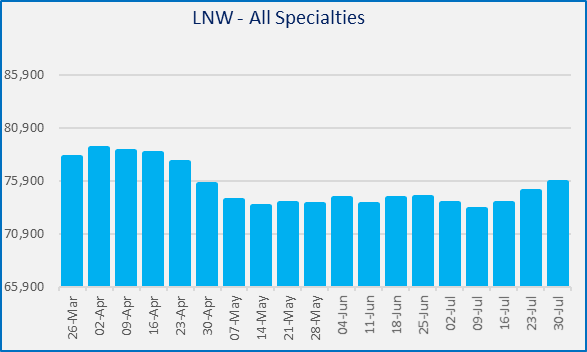 LNW - All Specialties
85,900
80,900
75,900
70,900
65,900
26-Mar
02-Apr
09-Apr
16-Apr
23-Apr
30-Apr
07-May
14-May
21-May
28-May
04-Jun
11-Jun
18-Jun
25-Jun
02-Jul
09-Jul
16-Jul
23-Jul
30-Jul